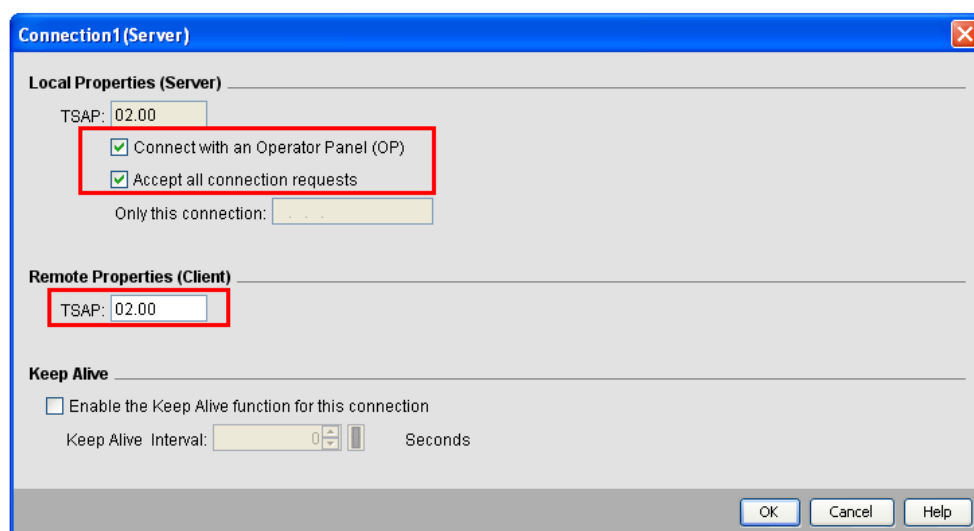 Connection1(Server)
Local Properties (Server)
TSAP: 02.00
Connect with an Operator Panel (OP)
Accept all connection requests
Only this connection: . . .
Remote Properties (Client)
TSAP: 02.00
Keep Alive
Enable the Keep Alive function for this connection
Keep Alive Interval: 0 Seconds
OK Cancel Help